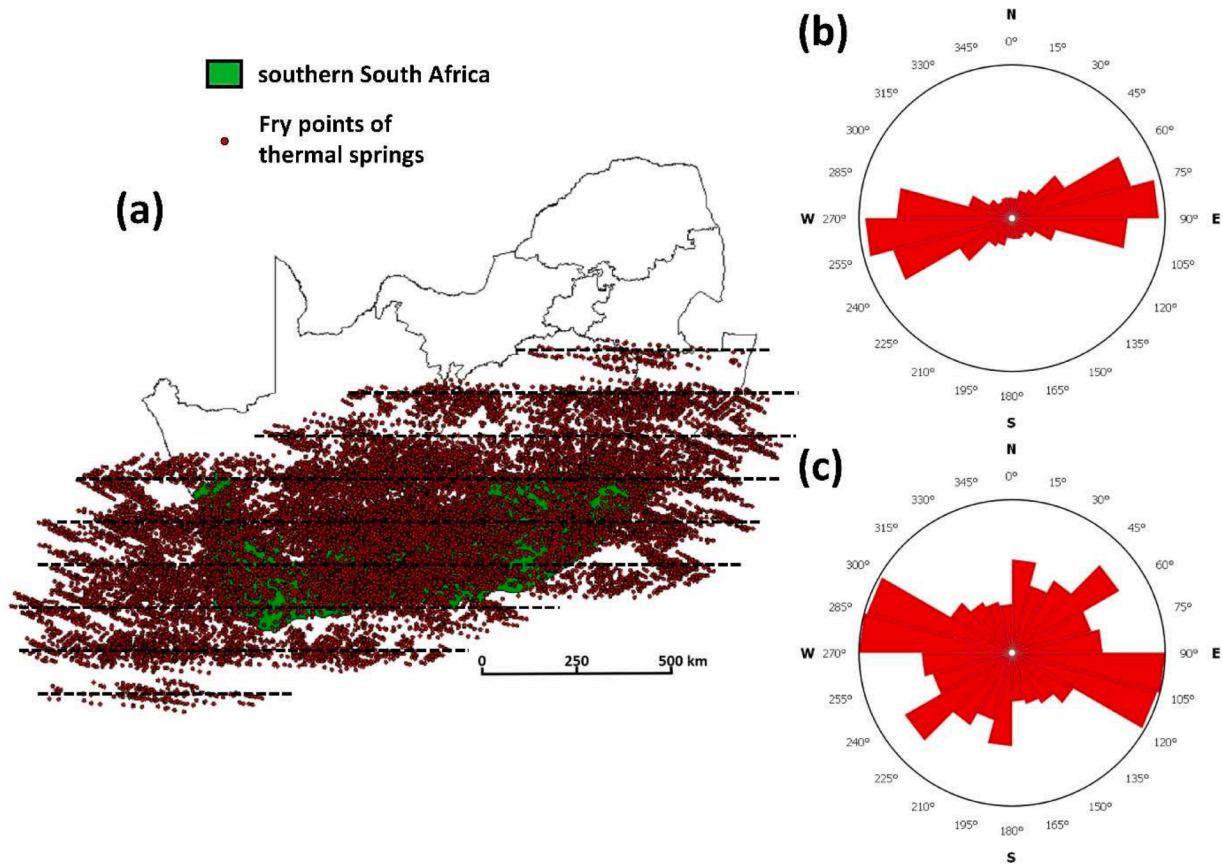 southern South Africa
Fry points of
thermal springs
(a)
0 250 500 km
(b)
N
0°
345° 15°
330° 30°
315° 45°
300° 60°
285° 75°
W 270° 90° E
255° 105°
240° 120°
225° 135°
210° 150°
195° 165°
180°
S
(c)
N
0°
345° 15°
330° 30°
315° 45°
300° 60°
285° 75°
W 270° 90° E
255° 105°
240° 120°
225° 135°
210° 150°
195° 165°
180°
S